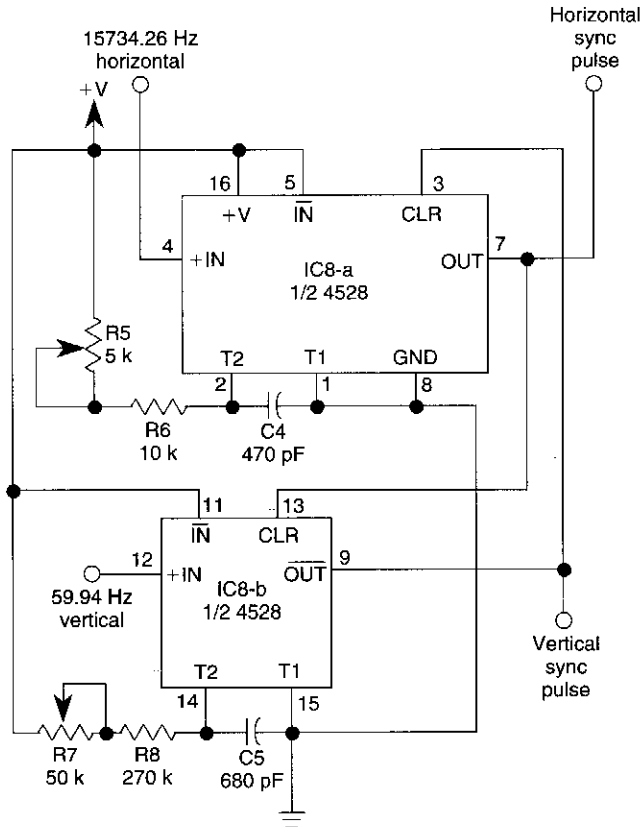 Horizontal
sync
pulse
15734.26 Hz
horizontal
+V
16
5
3
+V
I̅N̅
CLR
4
+IN
IC8-a
1/2 4528
OUT
7
R5
5 k
T2
T1
GND
2
1
8
R6
10 k
C4
470 pF
11
13
I̅N̅
CLR
12
+IN
O̅U̅T̅
9
IC8-b
1/2 4528
59.94 Hz
vertical
T2
T1
14
15
Vertical
sync
pulse
R7
50 k
R8
270 k
C5
680 pF